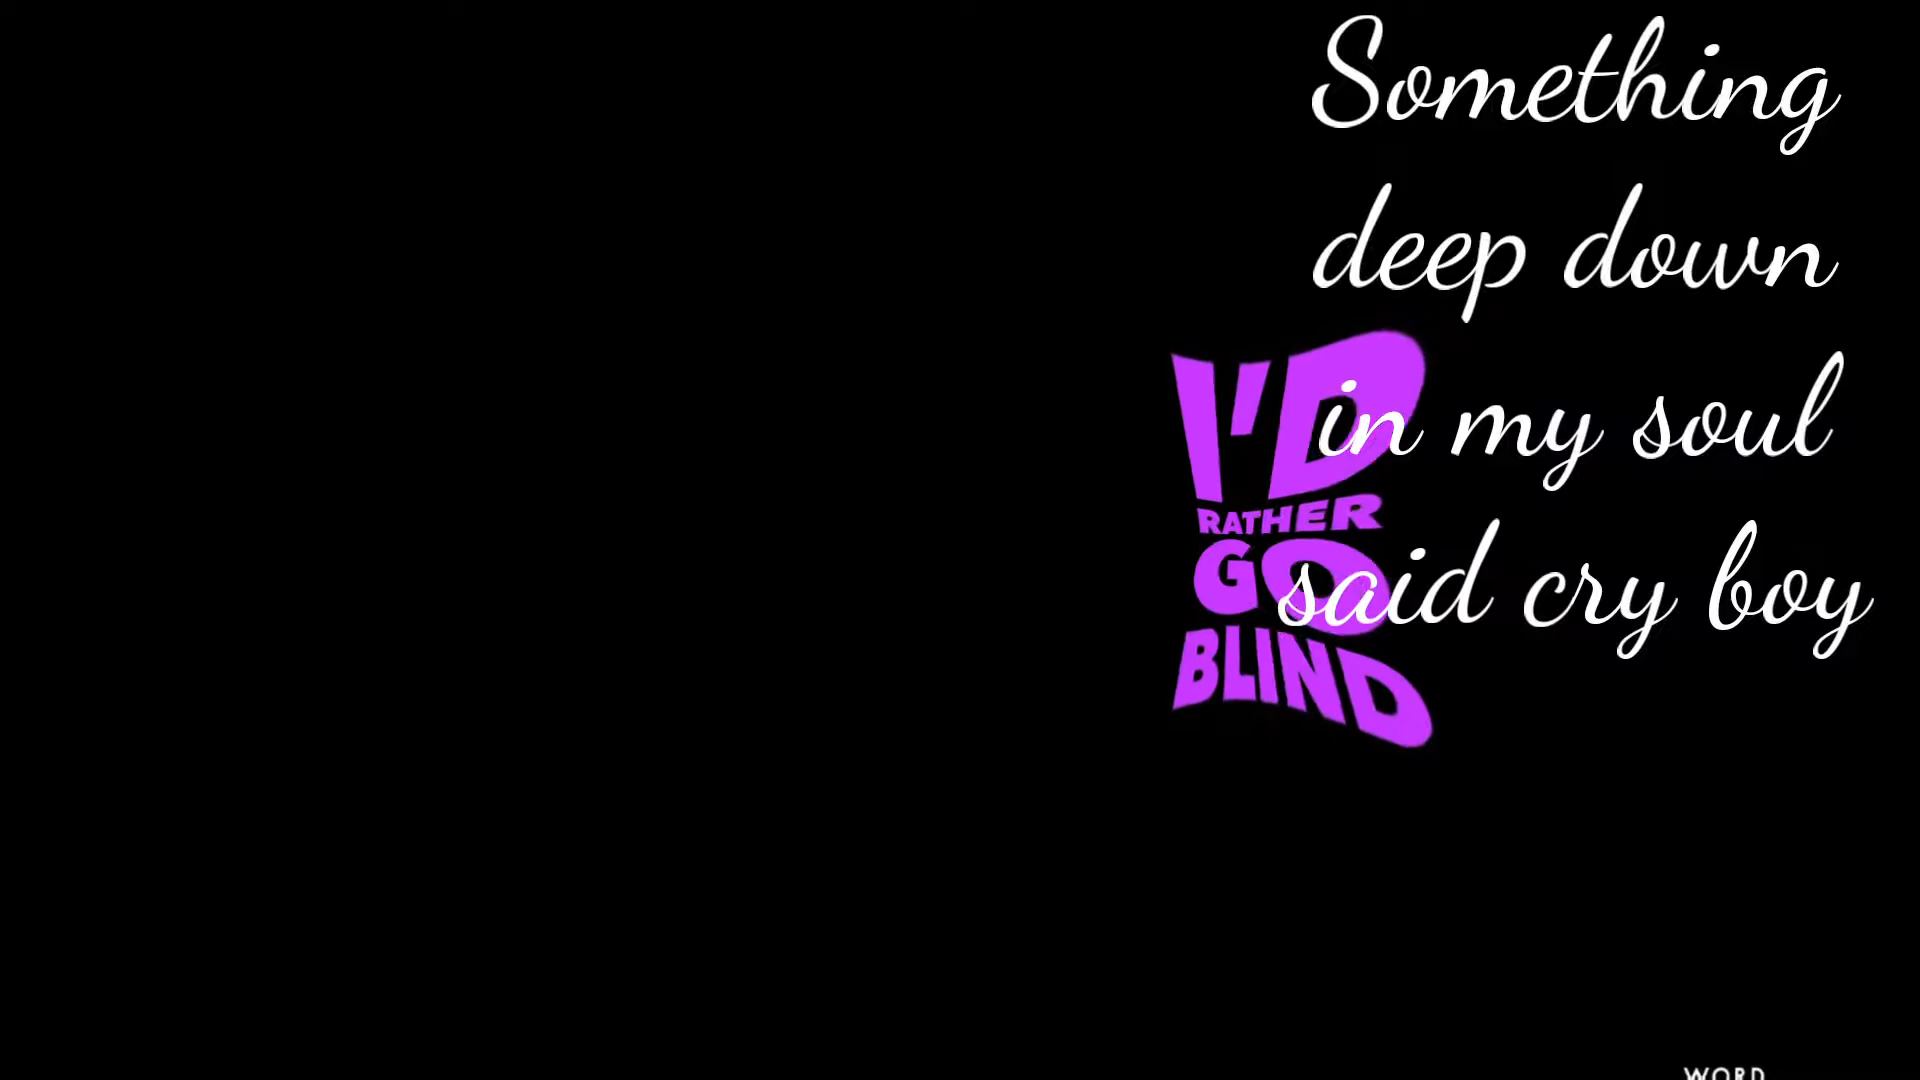 Something
deep down
in my soul
said cry boy
I'D
RATHER
GO
BLIND
WORD